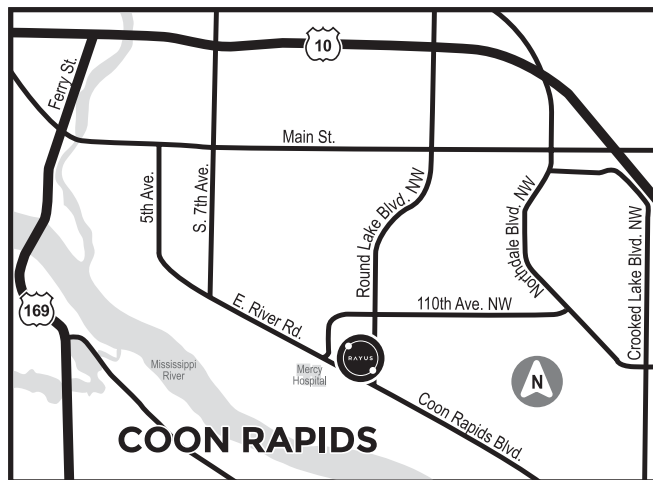 10
Ferry St.
Main St.
5th Ave.
S. 7th Ave.
Round Lake Blvd. NW
Northdale Blvd. NW
Crooked Lake Blvd. NW
E. River Rd.
110th Ave. NW
169
RAYUS
Mississippi
River
Mercy
Hospital
N
Coon Rapids Blvd.
COON RAPIDS